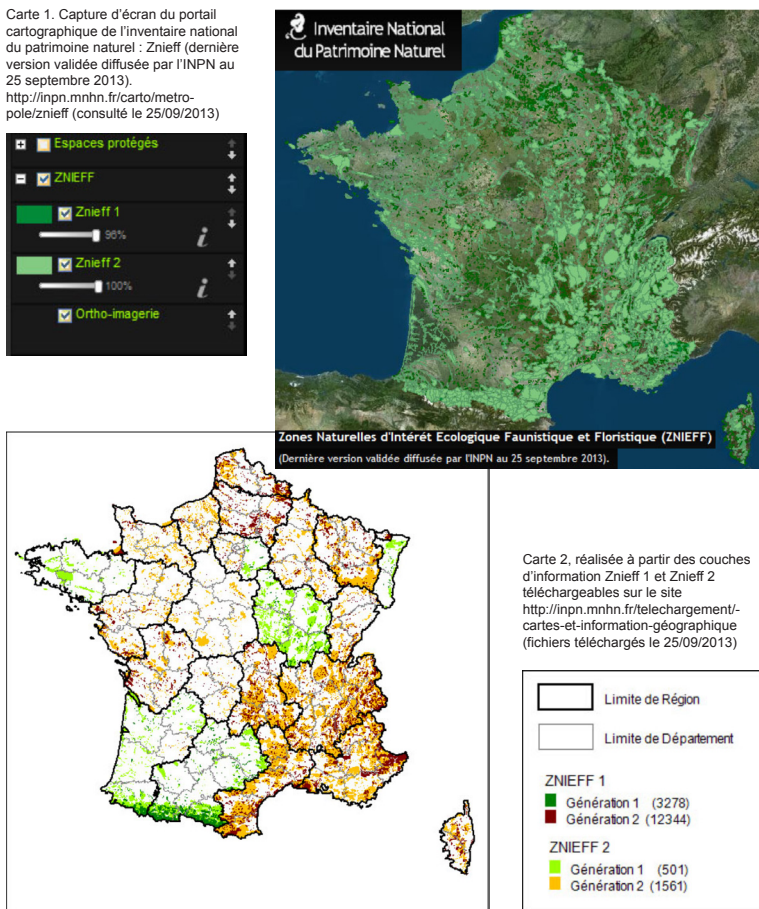 Carte 1. Capture d'écran du portail
cartographique de l'inventaire national
du patrimoine naturel : Znieff (dernière
version validée diffusée par l'INPN au
25 septembre 2013).
http://inpn.mnhn.fr/carto/metro-
pole/znieff (consulté le 25/09/2013)
Espaces protégés
ZNIEFF
Znieff 1
96%
i
Znieff 2
100%
i
Ortho-imagerie
Inventaire National
du Patrimoine Naturel
Zones Naturelles d'Intérét Ecologique Faunistique et Floristique (ZNIEFF)
(Dernière version validée diffusée par l'INPN au 25 septembre 2013).
Carte 2, réalisée à partir des couches
d'information Znieff 1 et Znieff 2
téléchargeables sur le site
http://inpn.mnhn.fr/telechargement/-
cartes-et-information-géographique
(fichiers téléchargés le 25/09/2013)
Limite de Région
Limite de Département
ZNIEFF 1
Génération 1 (3278)
Génération 2 (12344)
ZNIEFF 2
Génération 1 (501)
Génération 2 (1561)